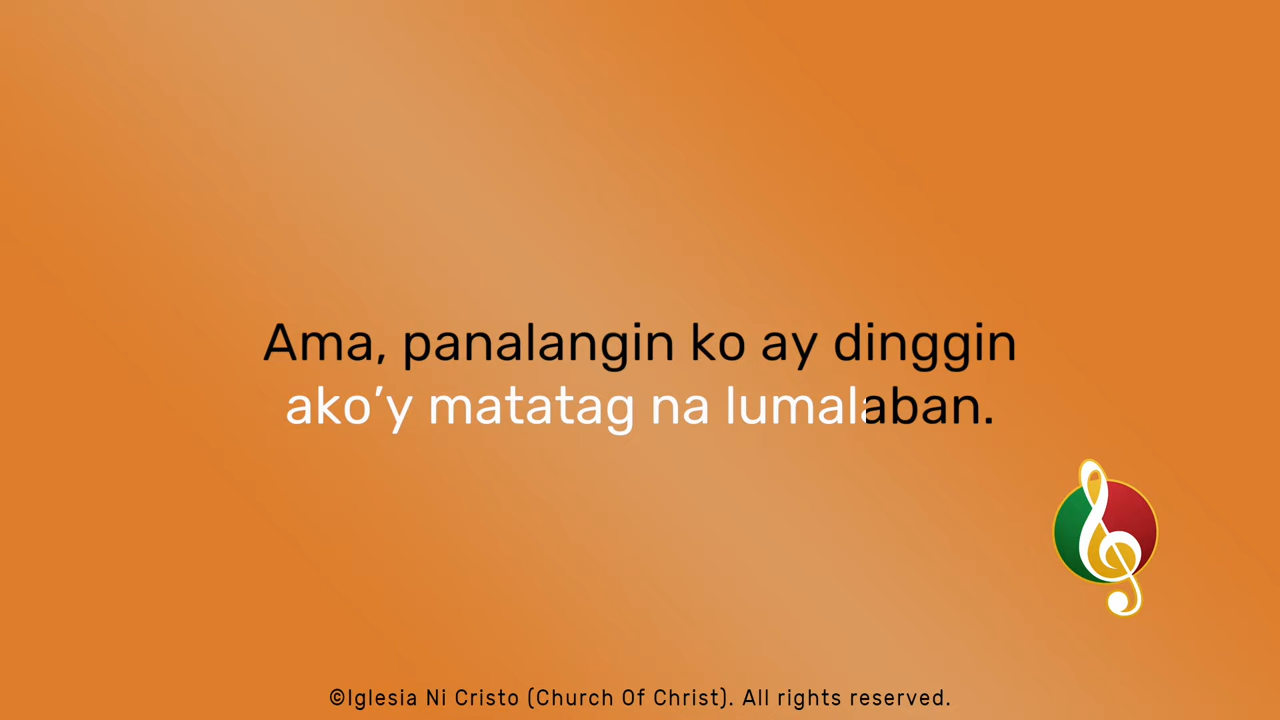 Ama, panalangin ko ay dinggin
ako’y matatag na lumalaban.
©Iglesia Ni Cristo (Church Of Christ). All rights reserved.